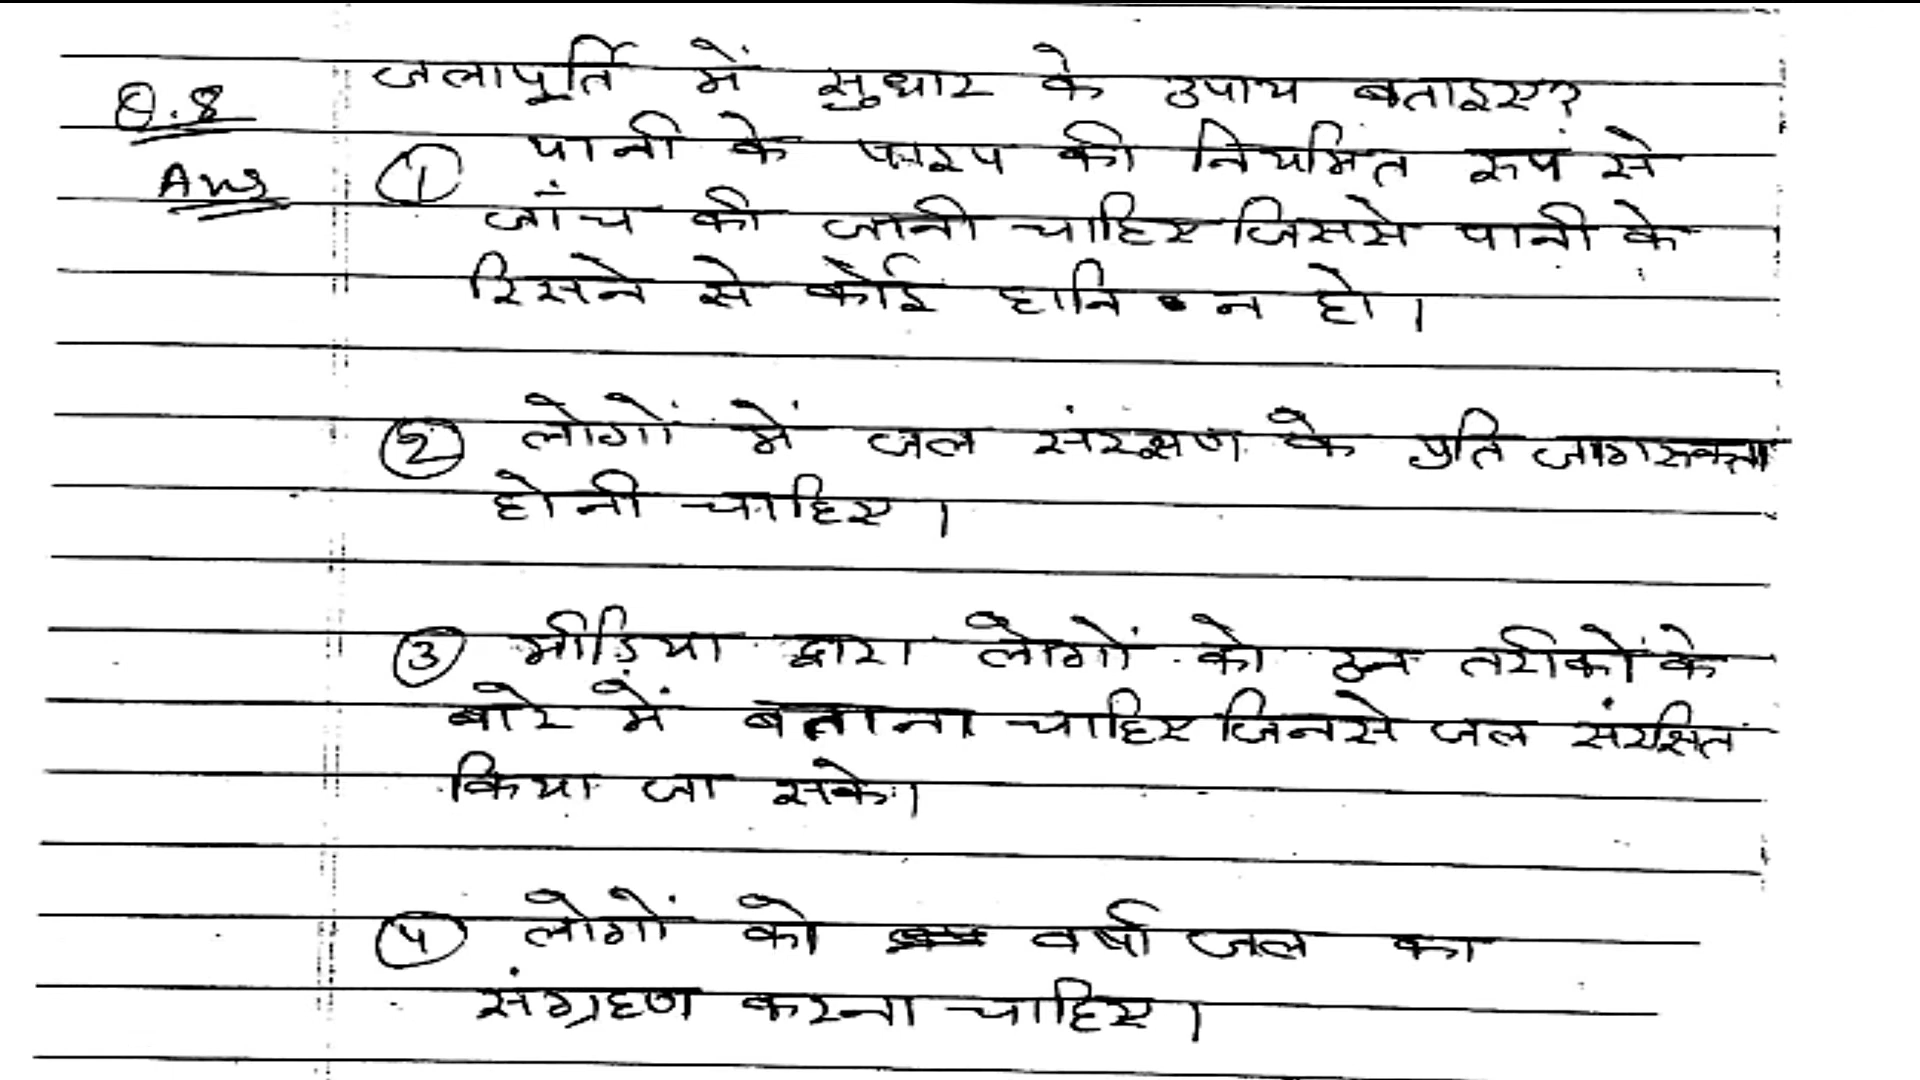 Q.8 जलापूर्ति में सुधार के उपाय बताइए?
Ans ① पानी के पाइप की नियमित रूप से
जाँच की जानी चाहिए जिससे पानी के
रिसने से कोई हानि न हो।
② लोगों में जल संरक्षण के प्रति जागरूकता
होनी चाहिए।
③ मीडिया द्वारा लोगों को उन तरीकों के
बारे में बताना चाहिए जिनसे जल संरक्षित
किया जा सके।
④ लोगों को वर्षा जल का
संग्रहण करना चाहिए।